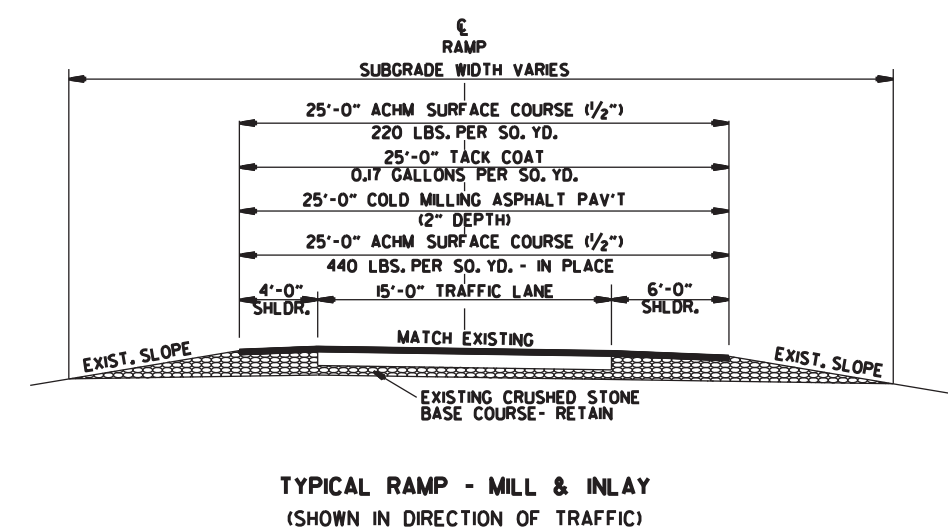 ℄
RAMP
SUBGRADE WIDTH VARIES
25'-0" ACHM SURFACE COURSE (1/2")
220 LBS. PER SQ. YD.
25'-0" TACK COAT
0.17 GALLONS PER SQ. YD.
25'-0" COLD MILLING ASPHALT PAV'T
(2" DEPTH)
25'-0" ACHM SURFACE COURSE (1/2")
440 LBS. PER SQ. YD. - IN PLACE
4'-0" 15'-0" TRAFFIC LANE 6'-0"
SHLDR. SHLDR.
MATCH EXISTING
EXIST. SLOPE EXIST. SLOPE
EXISTING CRUSHED STONE
BASE COURSE- RETAIN
TYPICAL RAMP - MILL & INLAY
(SHOWN IN DIRECTION OF TRAFFIC)